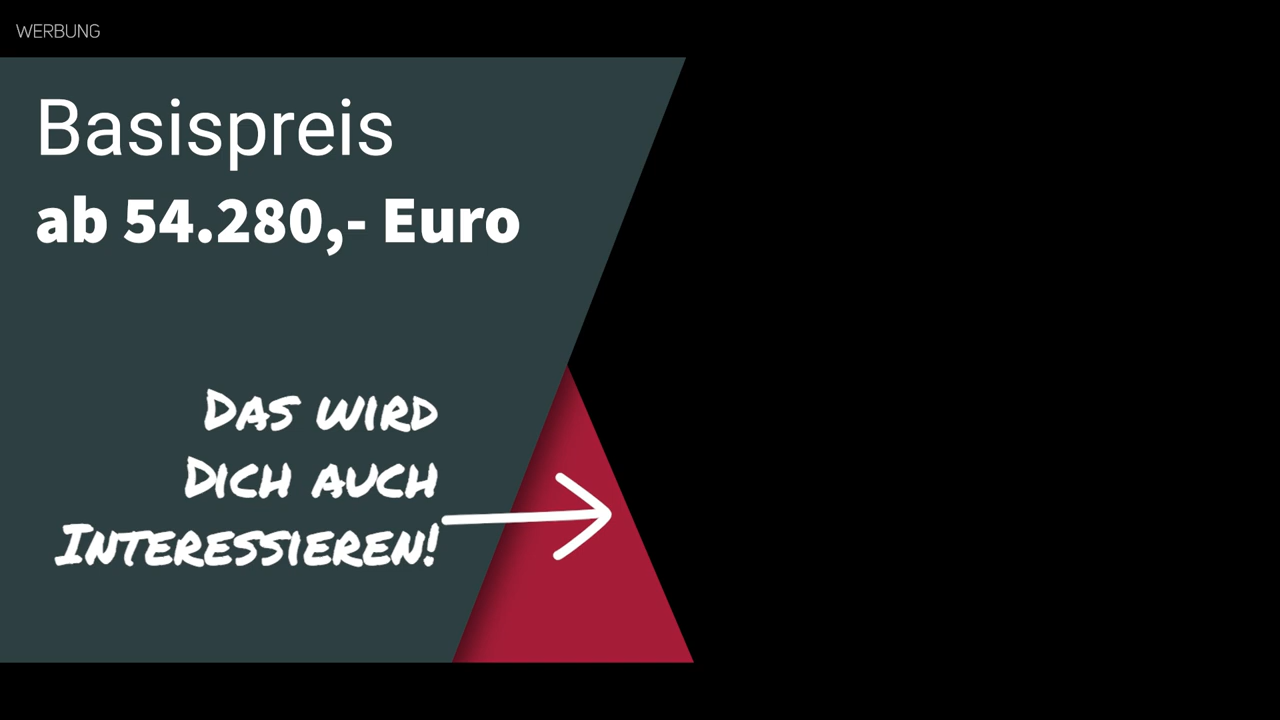 WERBUNG
Basispreis
ab 54.280,- Euro
Das wird
Dich auch
Interessieren!